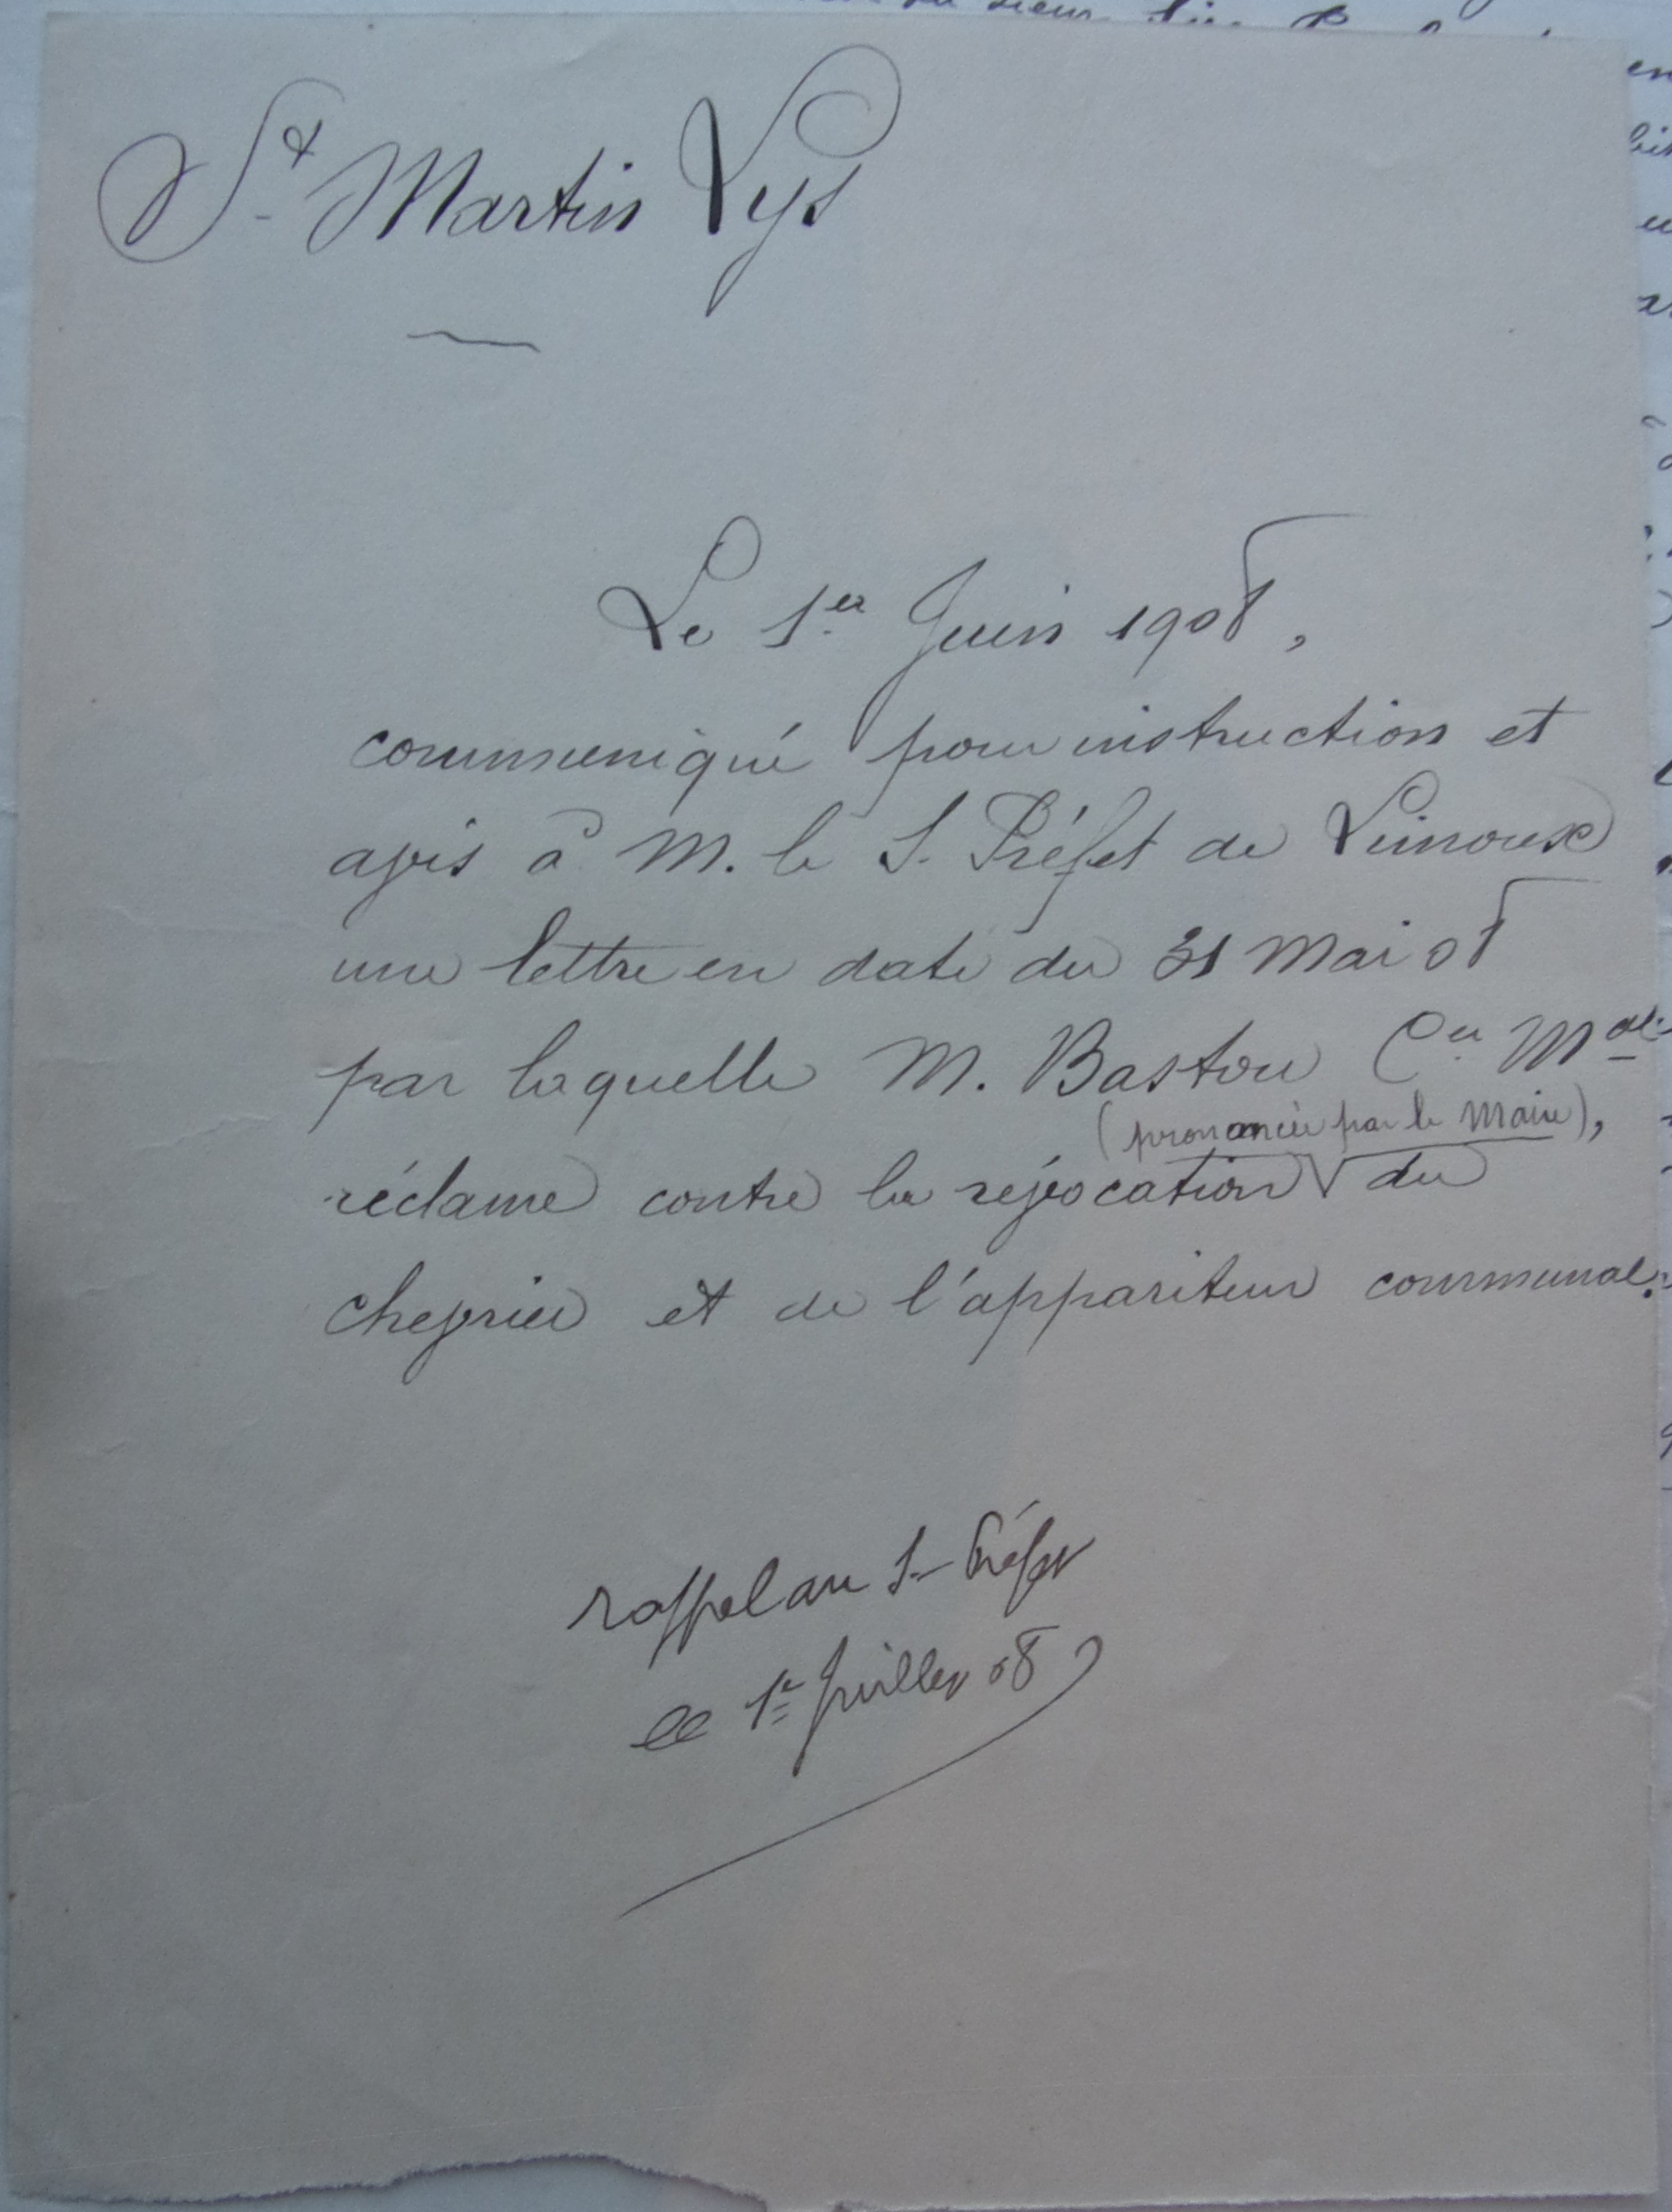 St Martin Lys
Le 1er Juin 1908,
communiqué pour instruction et
avis à M. le S. Préfet de Limoux
une lettre en date du 31 Mai 08
par laquelle M. Bastou Cer Mal
(prononcée par le Maire),
réclame contre la révocation du
chevrier et de l'appariteur communal.
rappel au S-Préfet
le 1er Juillet 08